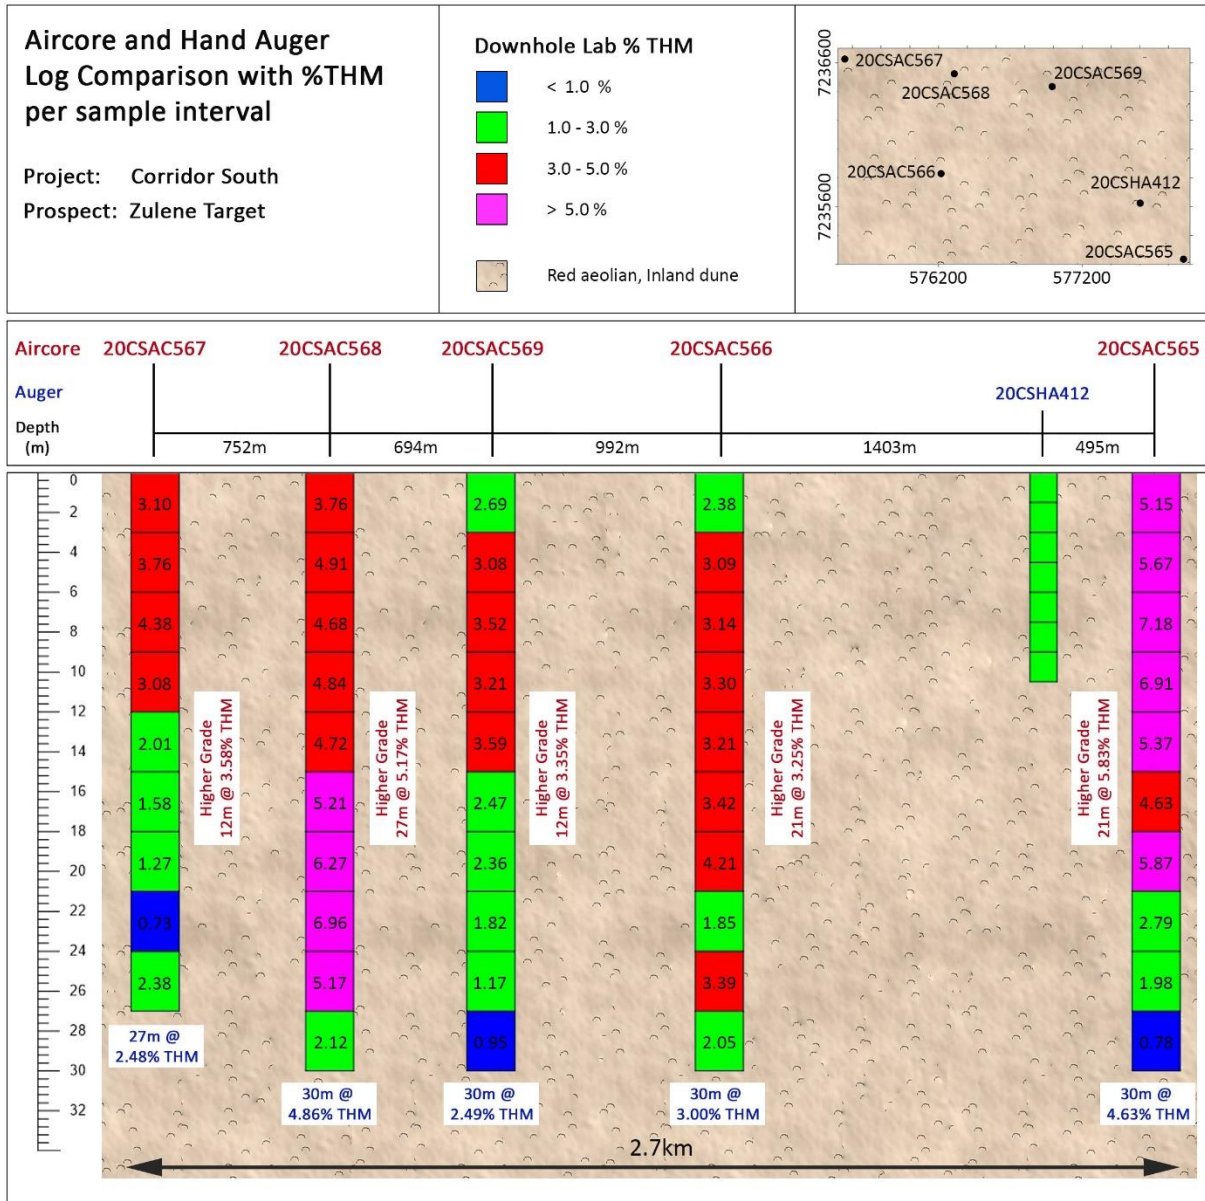 Aircore and Hand Auger
Log Comparison with %THM
per sample interval
Project: Corridor South
Prospect: Zulene Target
Downhole Lab % THM
< 1.0 %
1.0 - 3.0 %
3.0 - 5.0 %
> 5.0 %
Red aeolian, Inland dune
7236600
7235600
20CSAC567
20CSAC568
20CSAC569
20CSAC566
20CSHA412
20CSAC565
576200
577200
Aircore 20CSAC567 20CSAC568 20CSAC569 20CSAC566 20CSAC565
Auger 20CSHA412
Depth
(m)
752m 694m 992m 1403m 495m
0
2
4
6
8
10
12
14
16
18
20
22
24
26
28
30
32
3.10
3.76
4.38
3.08
2.01
1.58
1.27
0.73
2.38
27m @
2.48% THM
Higher Grade
12m @ 3.58% THM
3.76
4.91
4.68
4.84
4.72
5.21
6.27
6.96
5.17
2.12
30m @
4.86% THM
Higher Grade
27m @ 5.17% THM
2.69
3.08
3.52
3.21
3.59
2.47
2.36
1.82
1.17
0.95
30m @
2.49% THM
Higher Grade
12m @ 3.35% THM
2.38
3.09
3.14
3.30
3.21
3.42
4.21
1.85
3.39
2.05
30m @
3.00% THM
Higher Grade
21m @ 3.25% THM
Higher Grade
21m @ 5.83% THM
5.15
5.67
7.18
6.91
5.37
4.63
5.87
2.79
1.98
0.78
30m @
4.63% THM
2.7km